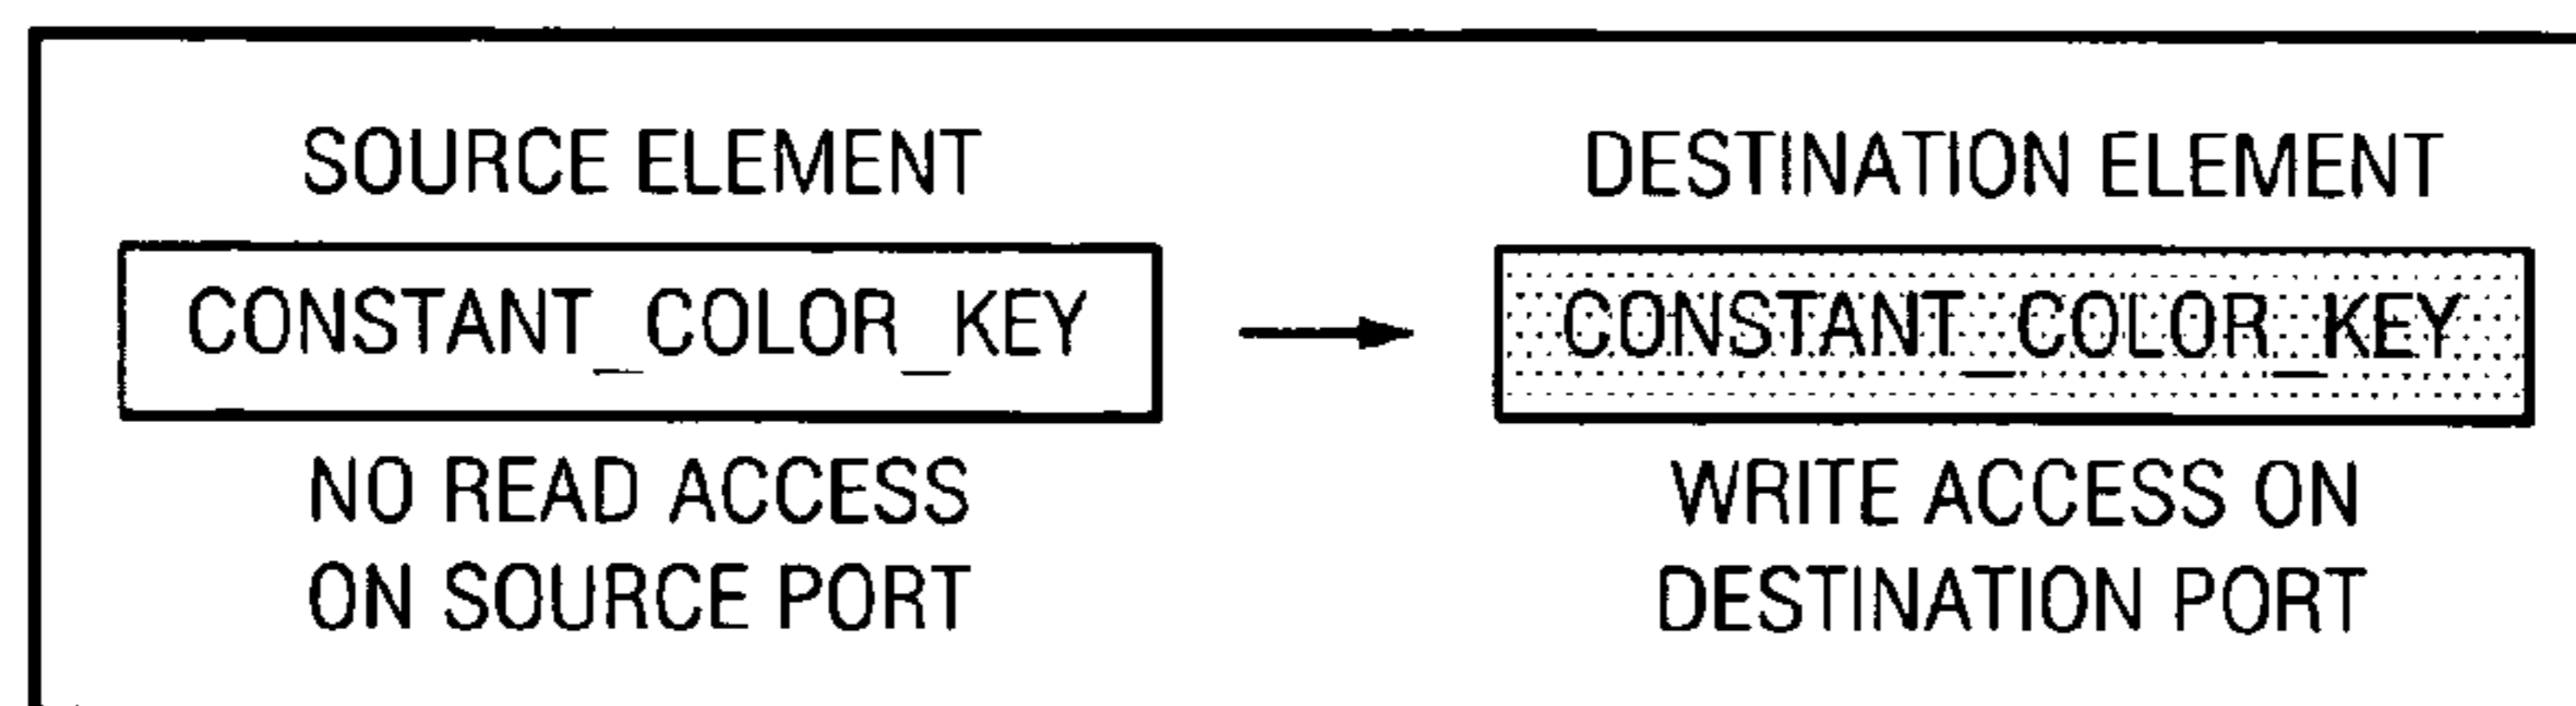 SOURCE ELEMENT
CONSTANT_COLOR_KEY
NO READ ACCESS
ON SOURCE PORT
DESTINATION ELEMENT
CONSTANT_COLOR_KEY
WRITE ACCESS ON
DESTINATION PORT